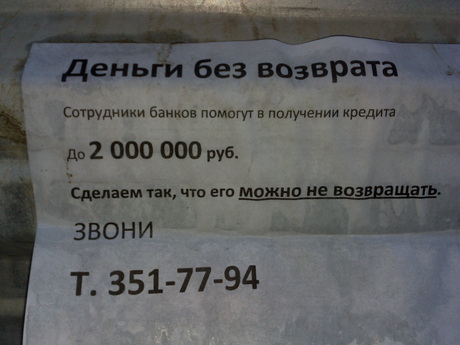 Деньги без возврата
Сотрудники банков помогут в получении кредита
До 2 000 000 руб.
Сделаем так, что его можно не возвращать.
ЗВОНИ
Т. 351-77-94